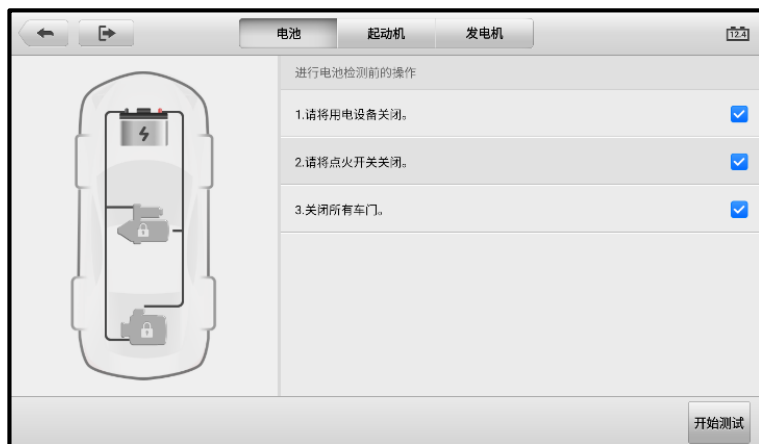 电池 起动机 发电机 12.4
进行电池检测前的操作
1.请将用电设备关闭。
2.请将点火开关关闭。
3.关闭所有车门。
开始测试